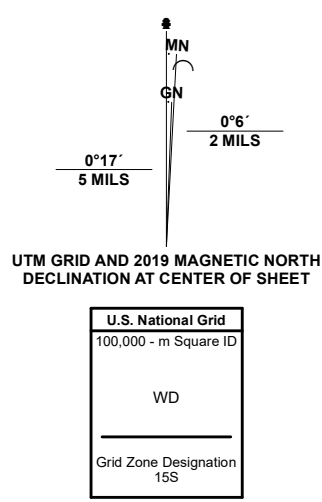 MN
GN
0°6´
2 MILS
0°17´
5 MILS
UTM GRID AND 2019 MAGNETIC NORTH
DECLINATION AT CENTER OF SHEET
U.S. National Grid
100,000 - m Square ID
WD
Grid Zone Designation
15S